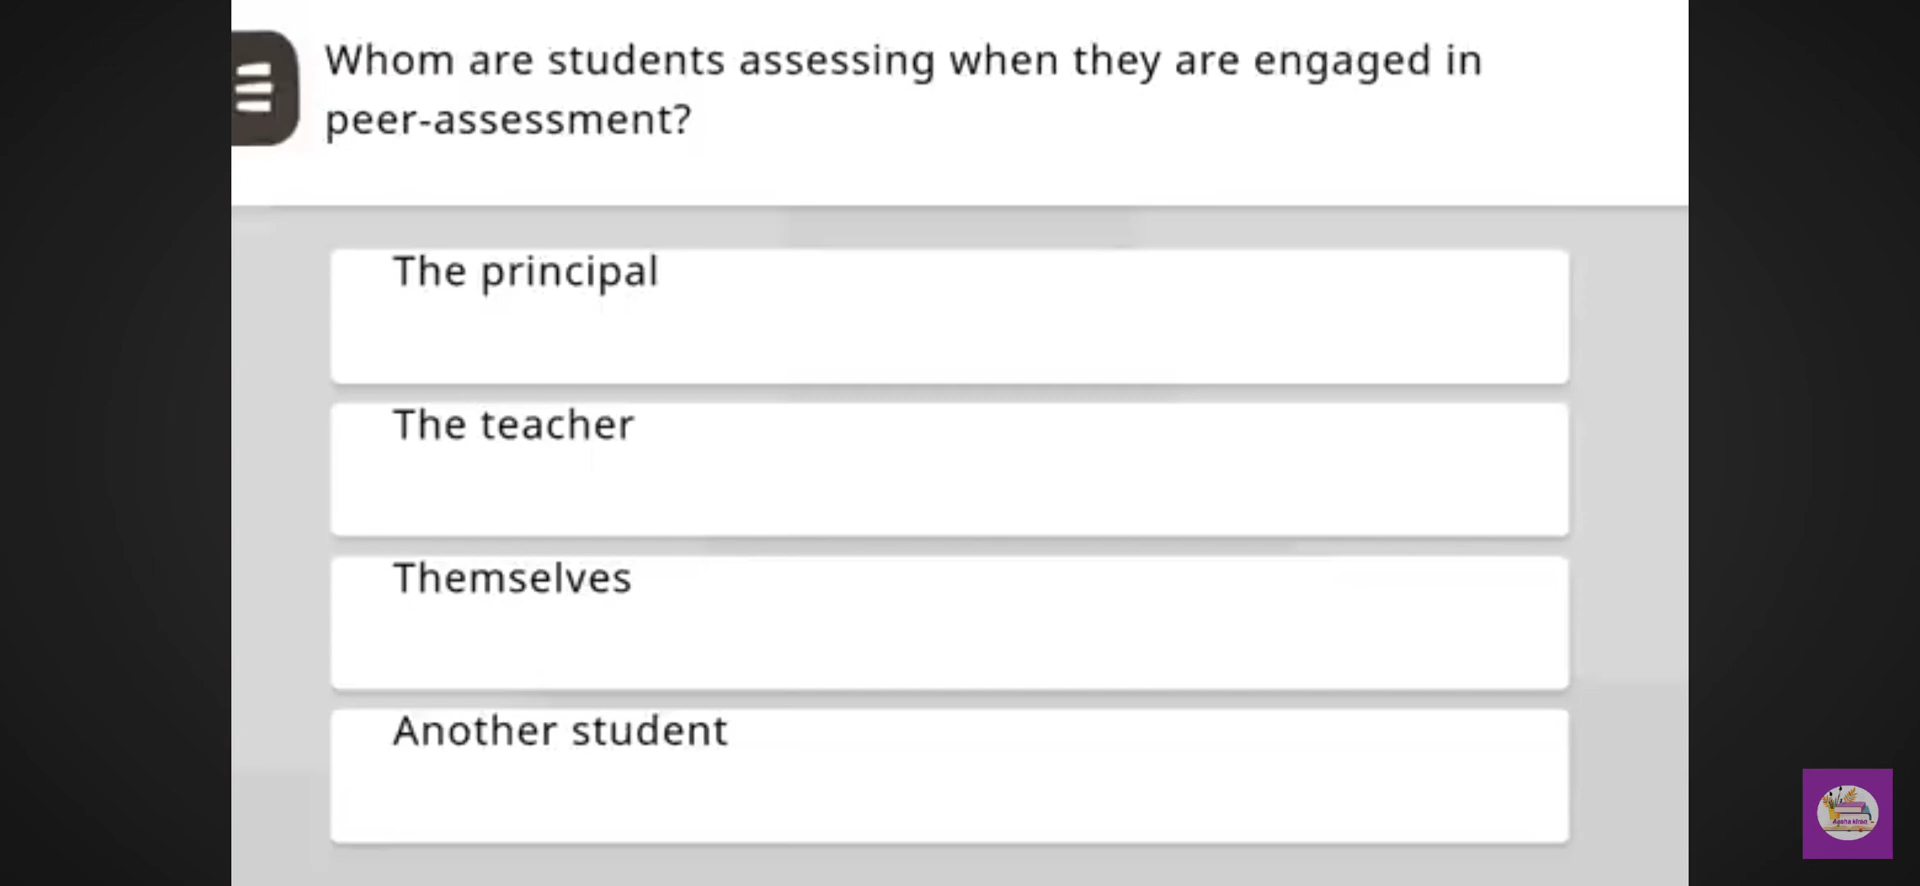 Whom are students assessing when they are engaged in
peer-assessment?
The principal
The teacher
Themselves
Another student